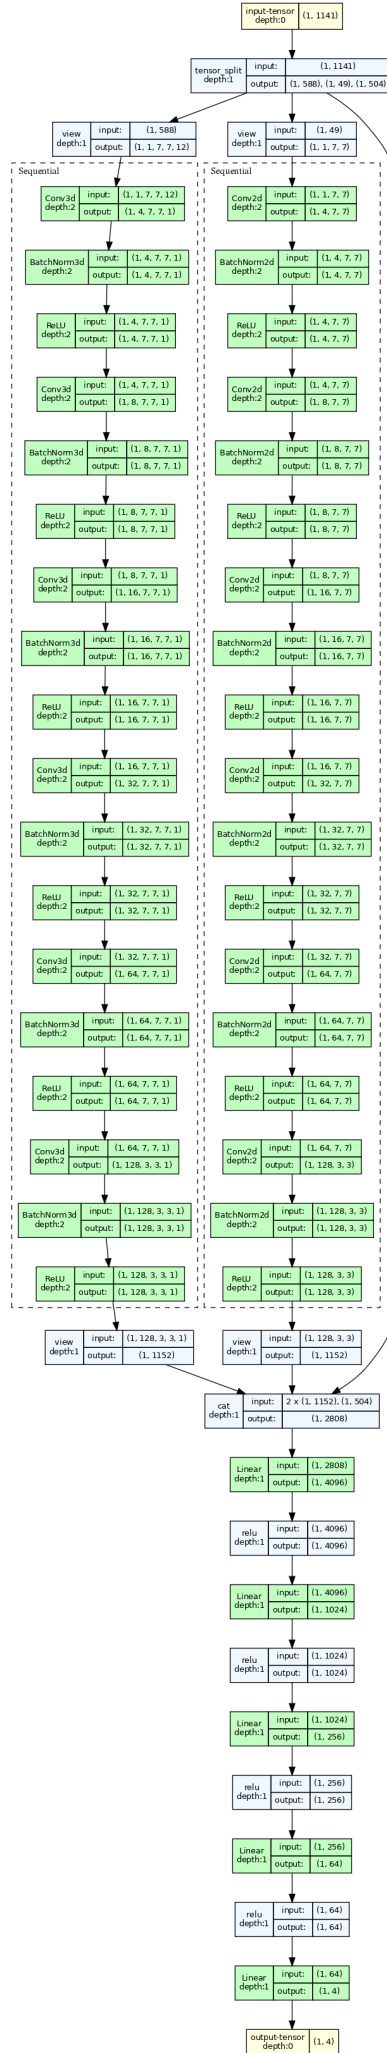 input-tensor
depth:0
(1, 1141)
tensor_split
depth:1
input:
(1, 1141)
output:
(1, 588), (1, 49), (1, 504)
view
depth:1
input:
(1, 588)
output:
(1, 1, 7, 7, 12)
view
depth:1
input:
(1, 49)
output:
(1, 1, 7, 7)
Sequential
Conv3d
depth:2
input:
(1, 1, 7, 7, 12)
output:
(1, 4, 7, 7, 1)
BatchNorm3d
depth:2
input:
(1, 4, 7, 7, 1)
output:
(1, 4, 7, 7, 1)
ReLU
depth:2
input:
(1, 4, 7, 7, 1)
output:
(1, 4, 7, 7, 1)
Conv3d
depth:2
input:
(1, 4, 7, 7, 1)
output:
(1, 8, 7, 7, 1)
BatchNorm3d
depth:2
input:
(1, 8, 7, 7, 1)
output:
(1, 8, 7, 7, 1)
ReLU
depth:2
input:
(1, 8, 7, 7, 1)
output:
(1, 8, 7, 7, 1)
Conv3d
depth:2
input:
(1, 8, 7, 7, 1)
output:
(1, 16, 7, 7, 1)
BatchNorm3d
depth:2
input:
(1, 16, 7, 7, 1)
output:
(1, 16, 7, 7, 1)
ReLU
depth:2
input:
(1, 16, 7, 7, 1)
output:
(1, 16, 7, 7, 1)
Conv3d
depth:2
input:
(1, 16, 7, 7, 1)
output:
(1, 32, 7, 7, 1)
BatchNorm3d
depth:2
input:
(1, 32, 7, 7, 1)
output:
(1, 32, 7, 7, 1)
ReLU
depth:2
input:
(1, 32, 7, 7, 1)
output:
(1, 32, 7, 7, 1)
Conv3d
depth:2
input:
(1, 32, 7, 7, 1)
output:
(1, 64, 7, 7, 1)
BatchNorm3d
depth:2
input:
(1, 64, 7, 7, 1)
output:
(1, 64, 7, 7, 1)
ReLU
depth:2
input:
(1, 64, 7, 7, 1)
output:
(1, 64, 7, 7, 1)
Conv3d
depth:2
input:
(1, 64, 7, 7, 1)
output:
(1, 128, 3, 3, 1)
BatchNorm3d
depth:2
input:
(1, 128, 3, 3, 1)
output:
(1, 128, 3, 3, 1)
ReLU
depth:2
input:
(1, 128, 3, 3, 1)
output:
(1, 128, 3, 3, 1)
Sequential
Conv2d
depth:2
input:
(1, 1, 7, 7)
output:
(1, 4, 7, 7)
BatchNorm2d
depth:2
input:
(1, 4, 7, 7)
output:
(1, 4, 7, 7)
ReLU
depth:2
input:
(1, 4, 7, 7)
output:
(1, 4, 7, 7)
Conv2d
depth:2
input:
(1, 4, 7, 7)
output:
(1, 8, 7, 7)
BatchNorm2d
depth:2
input:
(1, 8, 7, 7)
output:
(1, 8, 7, 7)
ReLU
depth:2
input:
(1, 8, 7, 7)
output:
(1, 8, 7, 7)
Conv2d
depth:2
input:
(1, 8, 7, 7)
output:
(1, 16, 7, 7)
BatchNorm2d
depth:2
input:
(1, 16, 7, 7)
output:
(1, 16, 7, 7)
ReLU
depth:2
input:
(1, 16, 7, 7)
output:
(1, 16, 7, 7)
Conv2d
depth:2
input:
(1, 16, 7, 7)
output:
(1, 32, 7, 7)
BatchNorm2d
depth:2
input:
(1, 32, 7, 7)
output:
(1, 32, 7, 7)
ReLU
depth:2
input:
(1, 32, 7, 7)
output:
(1, 32, 7, 7)
Conv2d
depth:2
input:
(1, 32, 7, 7)
output:
(1, 64, 7, 7)
BatchNorm2d
depth:2
input:
(1, 64, 7, 7)
output:
(1, 64, 7, 7)
ReLU
depth:2
input:
(1, 64, 7, 7)
output:
(1, 64, 7, 7)
Conv2d
depth:2
input:
(1, 64, 7, 7)
output:
(1, 128, 3, 3)
BatchNorm2d
depth:2
input:
(1, 128, 3, 3)
output:
(1, 128, 3, 3)
ReLU
depth:2
input:
(1, 128, 3, 3)
output:
(1, 128, 3, 3)
view
depth:1
input:
(1, 128, 3, 3, 1)
output:
(1, 1152)
view
depth:1
input:
(1, 128, 3, 3)
output:
(1, 1152)
cat
depth:1
input:
2 x (1, 1152), (1, 504)
output:
(1, 2808)
Linear
depth:1
input:
(1, 2808)
output:
(1, 4096)
relu
depth:1
input:
(1, 4096)
output:
(1, 4096)
Linear
depth:1
input:
(1, 4096)
output:
(1, 1024)
relu
depth:1
input:
(1, 1024)
output:
(1, 1024)
Linear
depth:1
input:
(1, 1024)
output:
(1, 256)
relu
depth:1
input:
(1, 256)
output:
(1, 256)
Linear
depth:1
input:
(1, 256)
output:
(1, 64)
relu
depth:1
input:
(1, 64)
output:
(1, 64)
Linear
depth:1
input:
(1, 64)
output:
(1, 4)
output-tensor
depth:0
(1, 4)